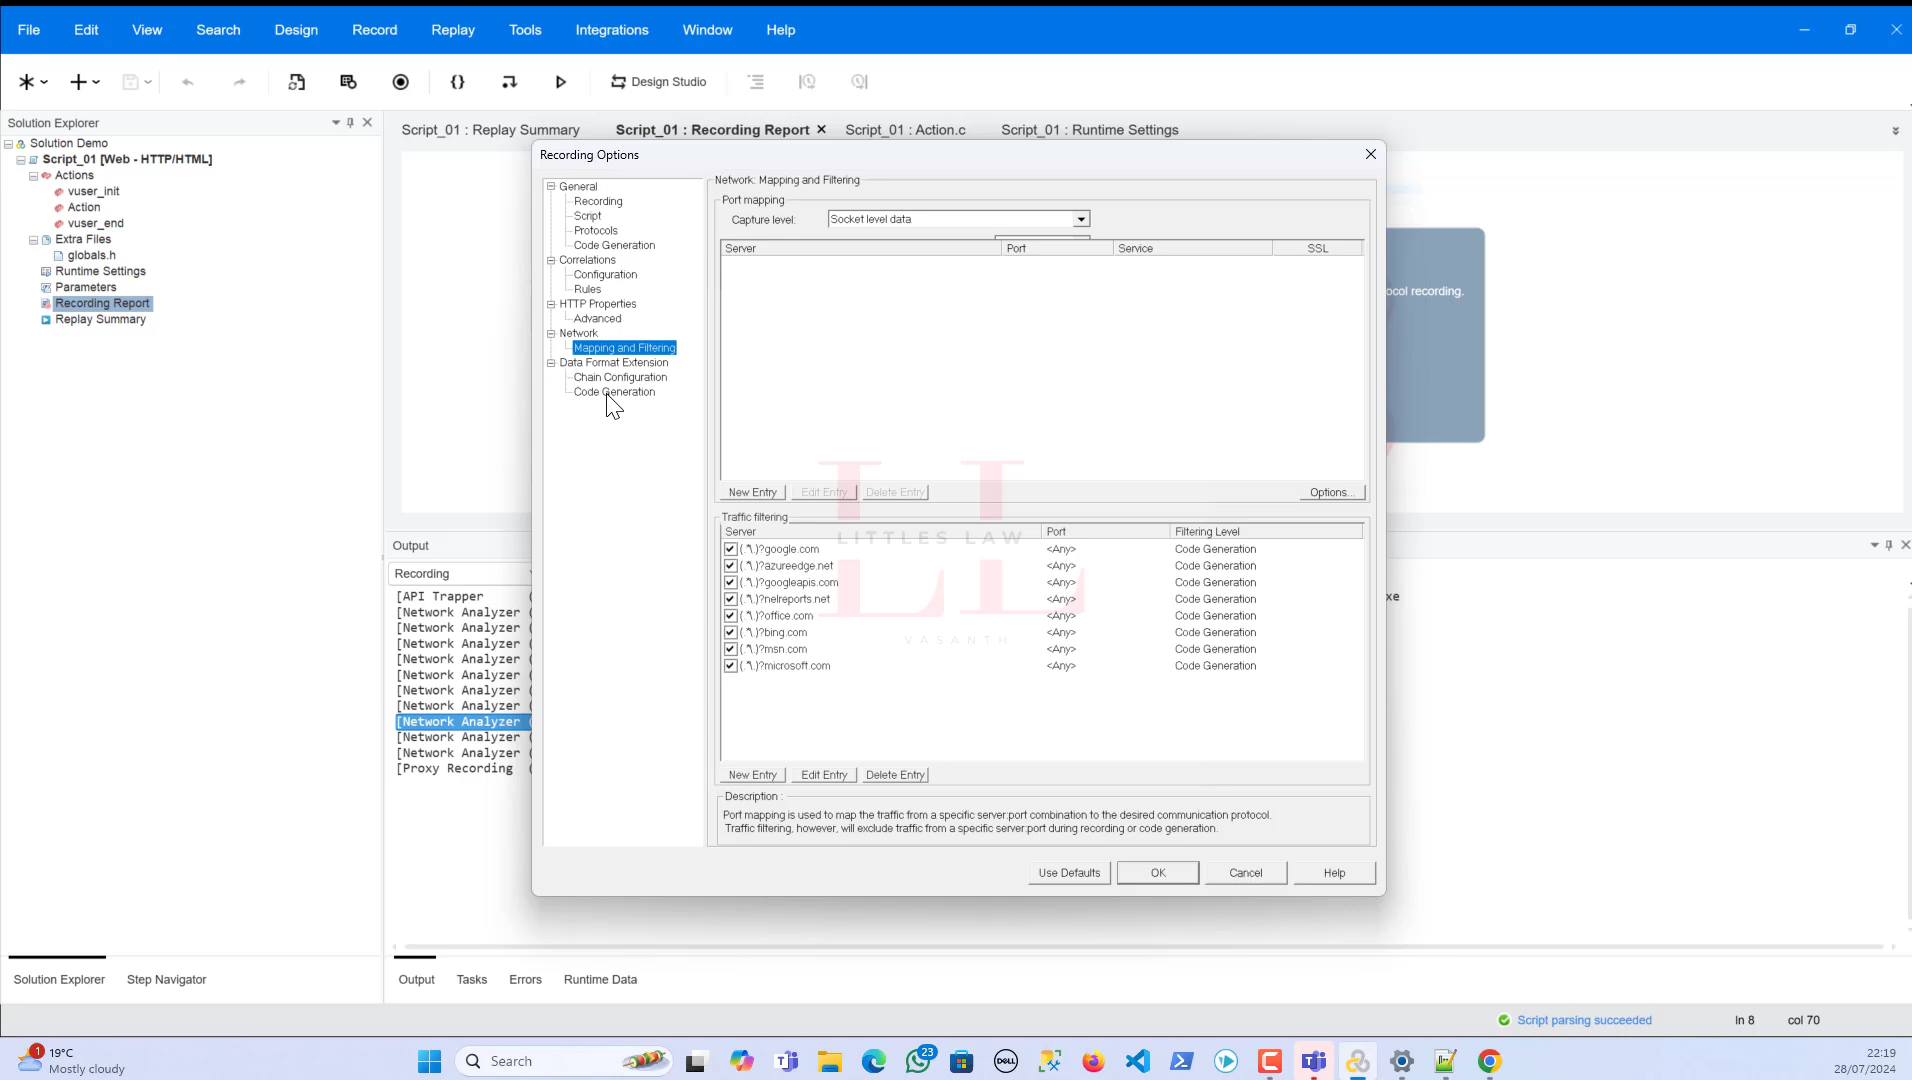 File Edit View Search Design Record Replay Tools Integrations Window Help
Design Studio
Solution Explorer
Solution Demo
Script_01 [Web - HTTP/HTML]
Actions
vuser_init
Action
vuser_end
Extra Files
globals.h
Runtime Settings
Parameters
Recording Report
Replay Summary
Script_01 : Replay Summary Script_01 : Recording Report Script_01 : Action.c Script_01 : Runtime Settings
Recording Options
General
Recording
Script
Protocols
Code Generation
Correlations
Configuration
Rules
HTTP Properties
Advanced
Network
Mapping and Filtering
Data Format Extension
Chain Configuration
Code Generation
Network: Mapping and Filtering
Port mapping
Capture level: Socket level data
Server Port Service SSL
New Entry Edit Entry Delete Entry Options...
Traffic filtering
Server Port Filtering Level
(.*\.)?google.com <Any> Code Generation
(.*\.)?azureedge.net <Any> Code Generation
(.*\.)?googleapis.com <Any> Code Generation
(.*\.)?nelreports.net <Any> Code Generation
(.*\.)?office.com <Any> Code Generation
(.*\.)?bing.com <Any> Code Generation
(.*\.)?msn.com <Any> Code Generation
(.*\.)?microsoft.com <Any> Code Generation
LL
LITTLES LAW
VASANTH
New Entry Edit Entry Delete Entry
Description :
Port mapping is used to map the traffic from a specific server:port combination to the desired communication protocol.
Traffic filtering, however, will exclude traffic from a specific server:port during recording or code generation.
Use Defaults OK Cancel Help
ocol recording.
Output
Recording
[API Trapper ( xe
[Network Analyzer (
[Network Analyzer (
[Network Analyzer (
[Network Analyzer (
[Network Analyzer (
[Network Analyzer (
[Network Analyzer (
[Network Analyzer (
[Network Analyzer (
[Network Analyzer (
[Proxy Recording (
Solution Explorer Step Navigator
Output Tasks Errors Runtime Data
Script parsing succeeded ln 8 col 70
1
19°C
Mostly cloudy
Search
23
DELL
22:19
28/07/2024